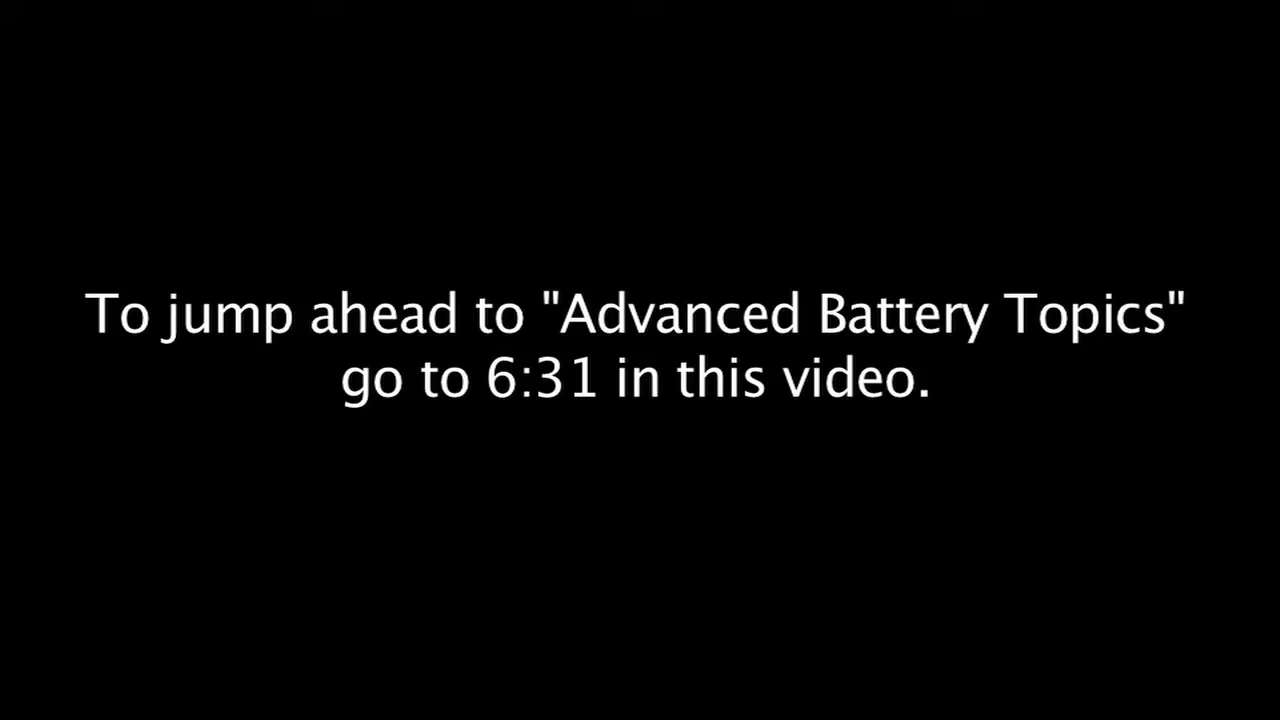 To jump ahead to "Advanced Battery Topics"
go to 6:31 in this video.